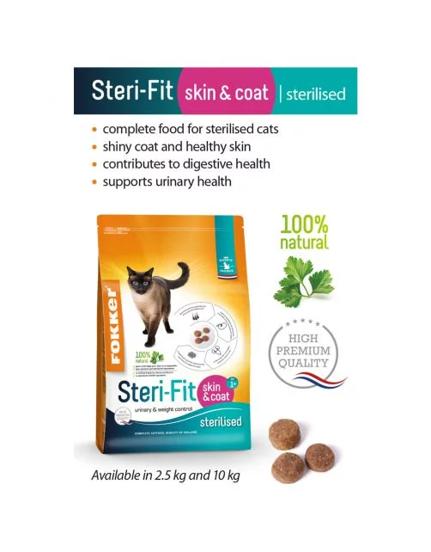 Steri-Fit skin & coat | sterilised
• complete food for sterilised cats
• shiny coat and healthy skin
• contributes to digestive health
• supports urinary health
100%
natural
HIGH
PREMIUM
QUALITY
FOKKER
100%
natural
Steri-Fit skin
& coat
1+
urinary & weight control
sterilised
Available in 2.5 kg and 10 kg